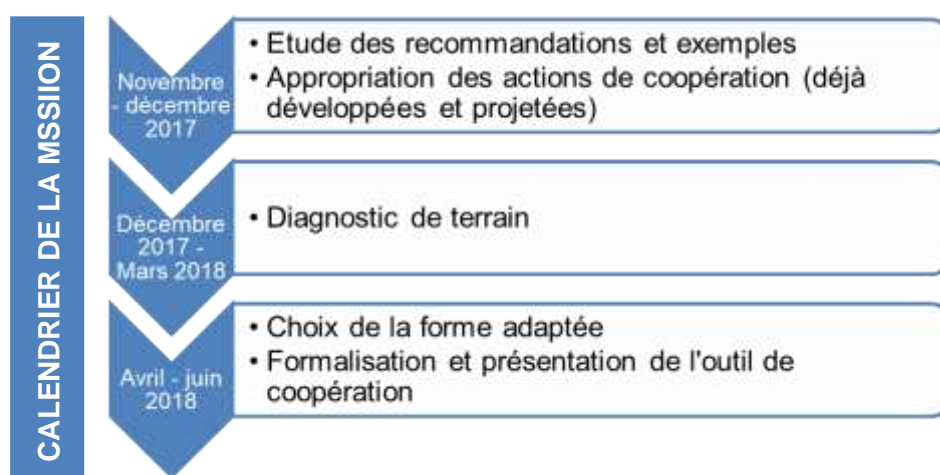 CALENDRIER DE LA MSSIION
Novembre
- décembre
2017
• Etude des recommandations et exemples
• Appropriation des actions de coopération (déjà
développées et projetées)
Décembre
2017 -
Mars 2018
• Diagnostic de terrain
Avril - juin
2018
• Choix de la forme adaptée
• Formalisation et présentation de l'outil de
coopération